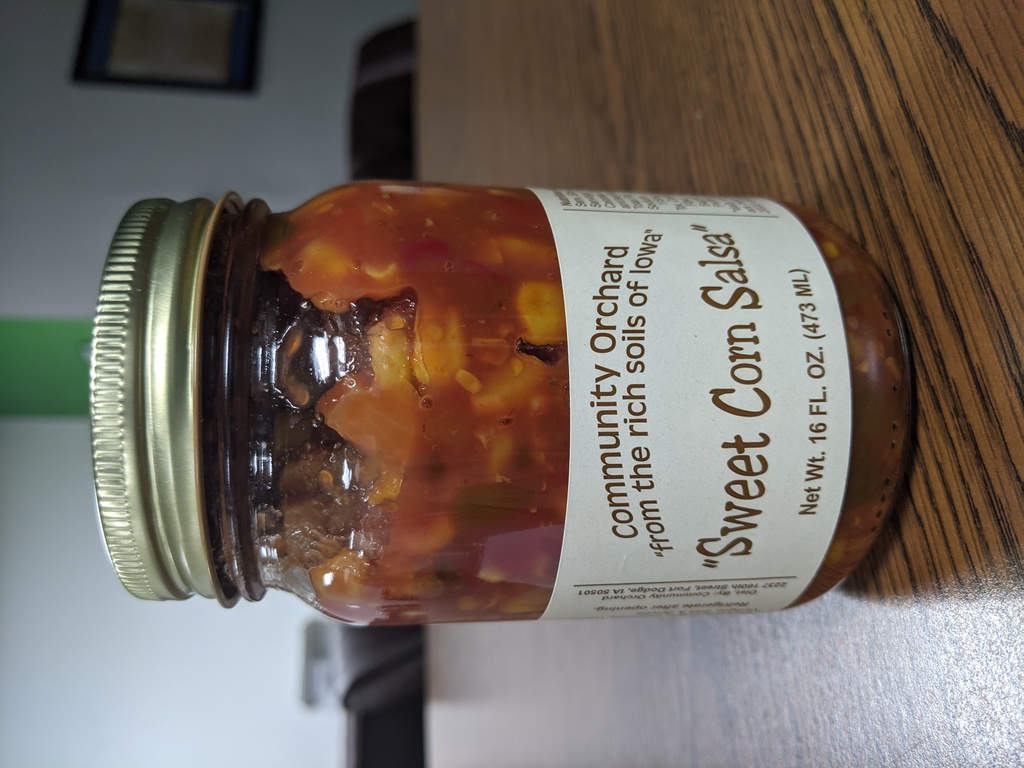 Community Orchard
"from the rich soils of Iowa"
"Sweet Corn Salsa"
Net Wt. 16 FL. OZ. (473 ML)
Refrigerate after opening.
Dist. By: Community Orchard
2237 160th Street, Fort Dodge, IA 50501